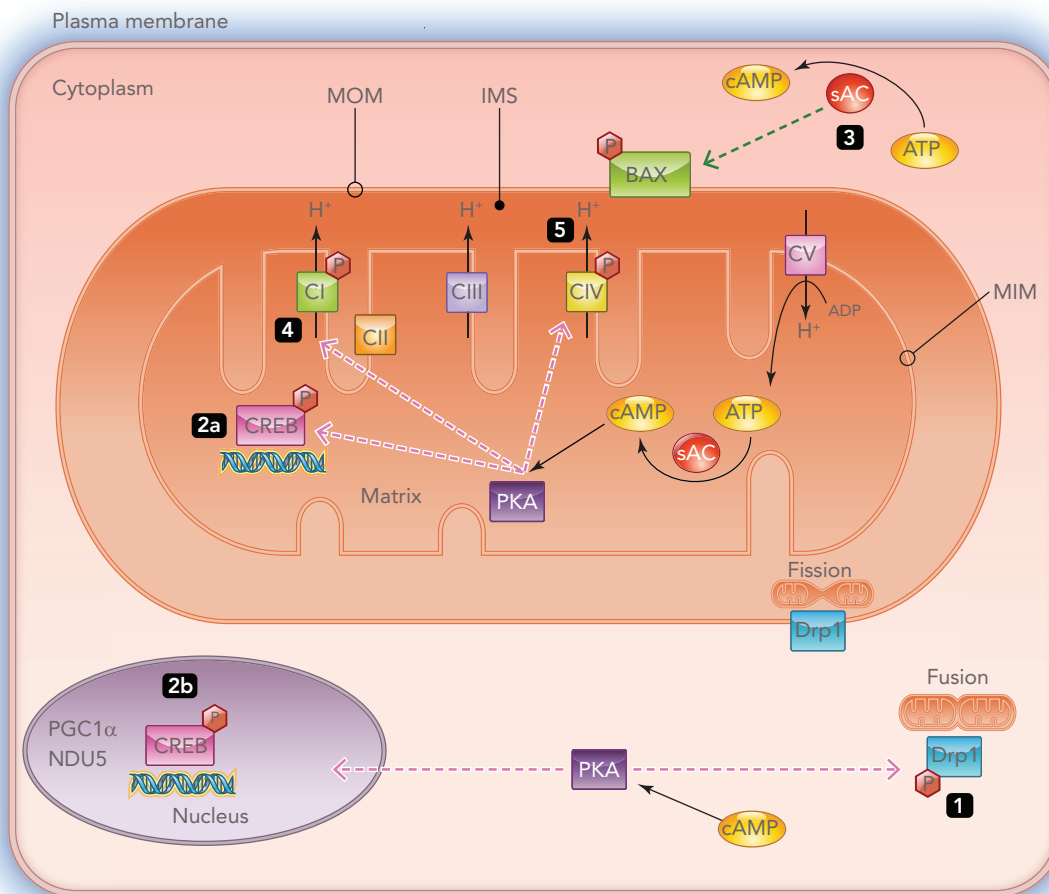 Plasma membrane
Cytoplasm
MOM
IMS
cAMP
sAC
3
ATP
P
BAX
H⁺
H⁺
5
H⁺
P
CI
CIII
P
CIV
CV
ADP
H⁺
MIM
4
CII
P
2a
CREB
cAMP
ATP
sAC
Matrix
PKA
Fission
Drp1
2b
P
PGC1α
NDU5
CREB
Nucleus
PKA
cAMP
Fusion
Drp1
P
1